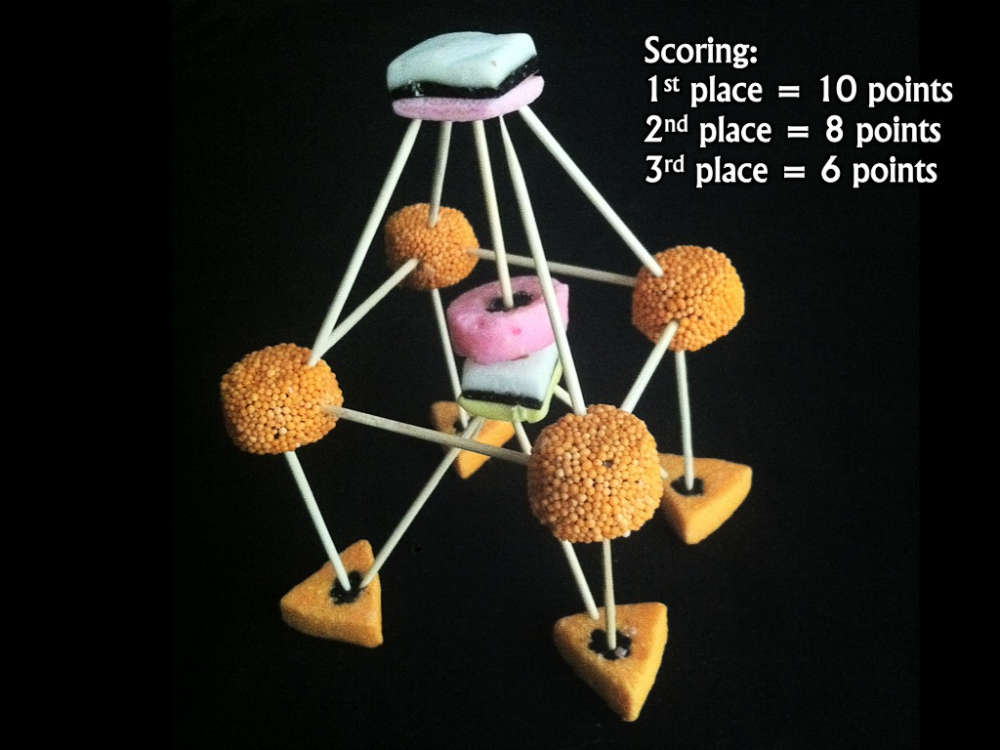 Scoring:
1st place = 10 points
2nd place = 8 points
3rd place = 6 points